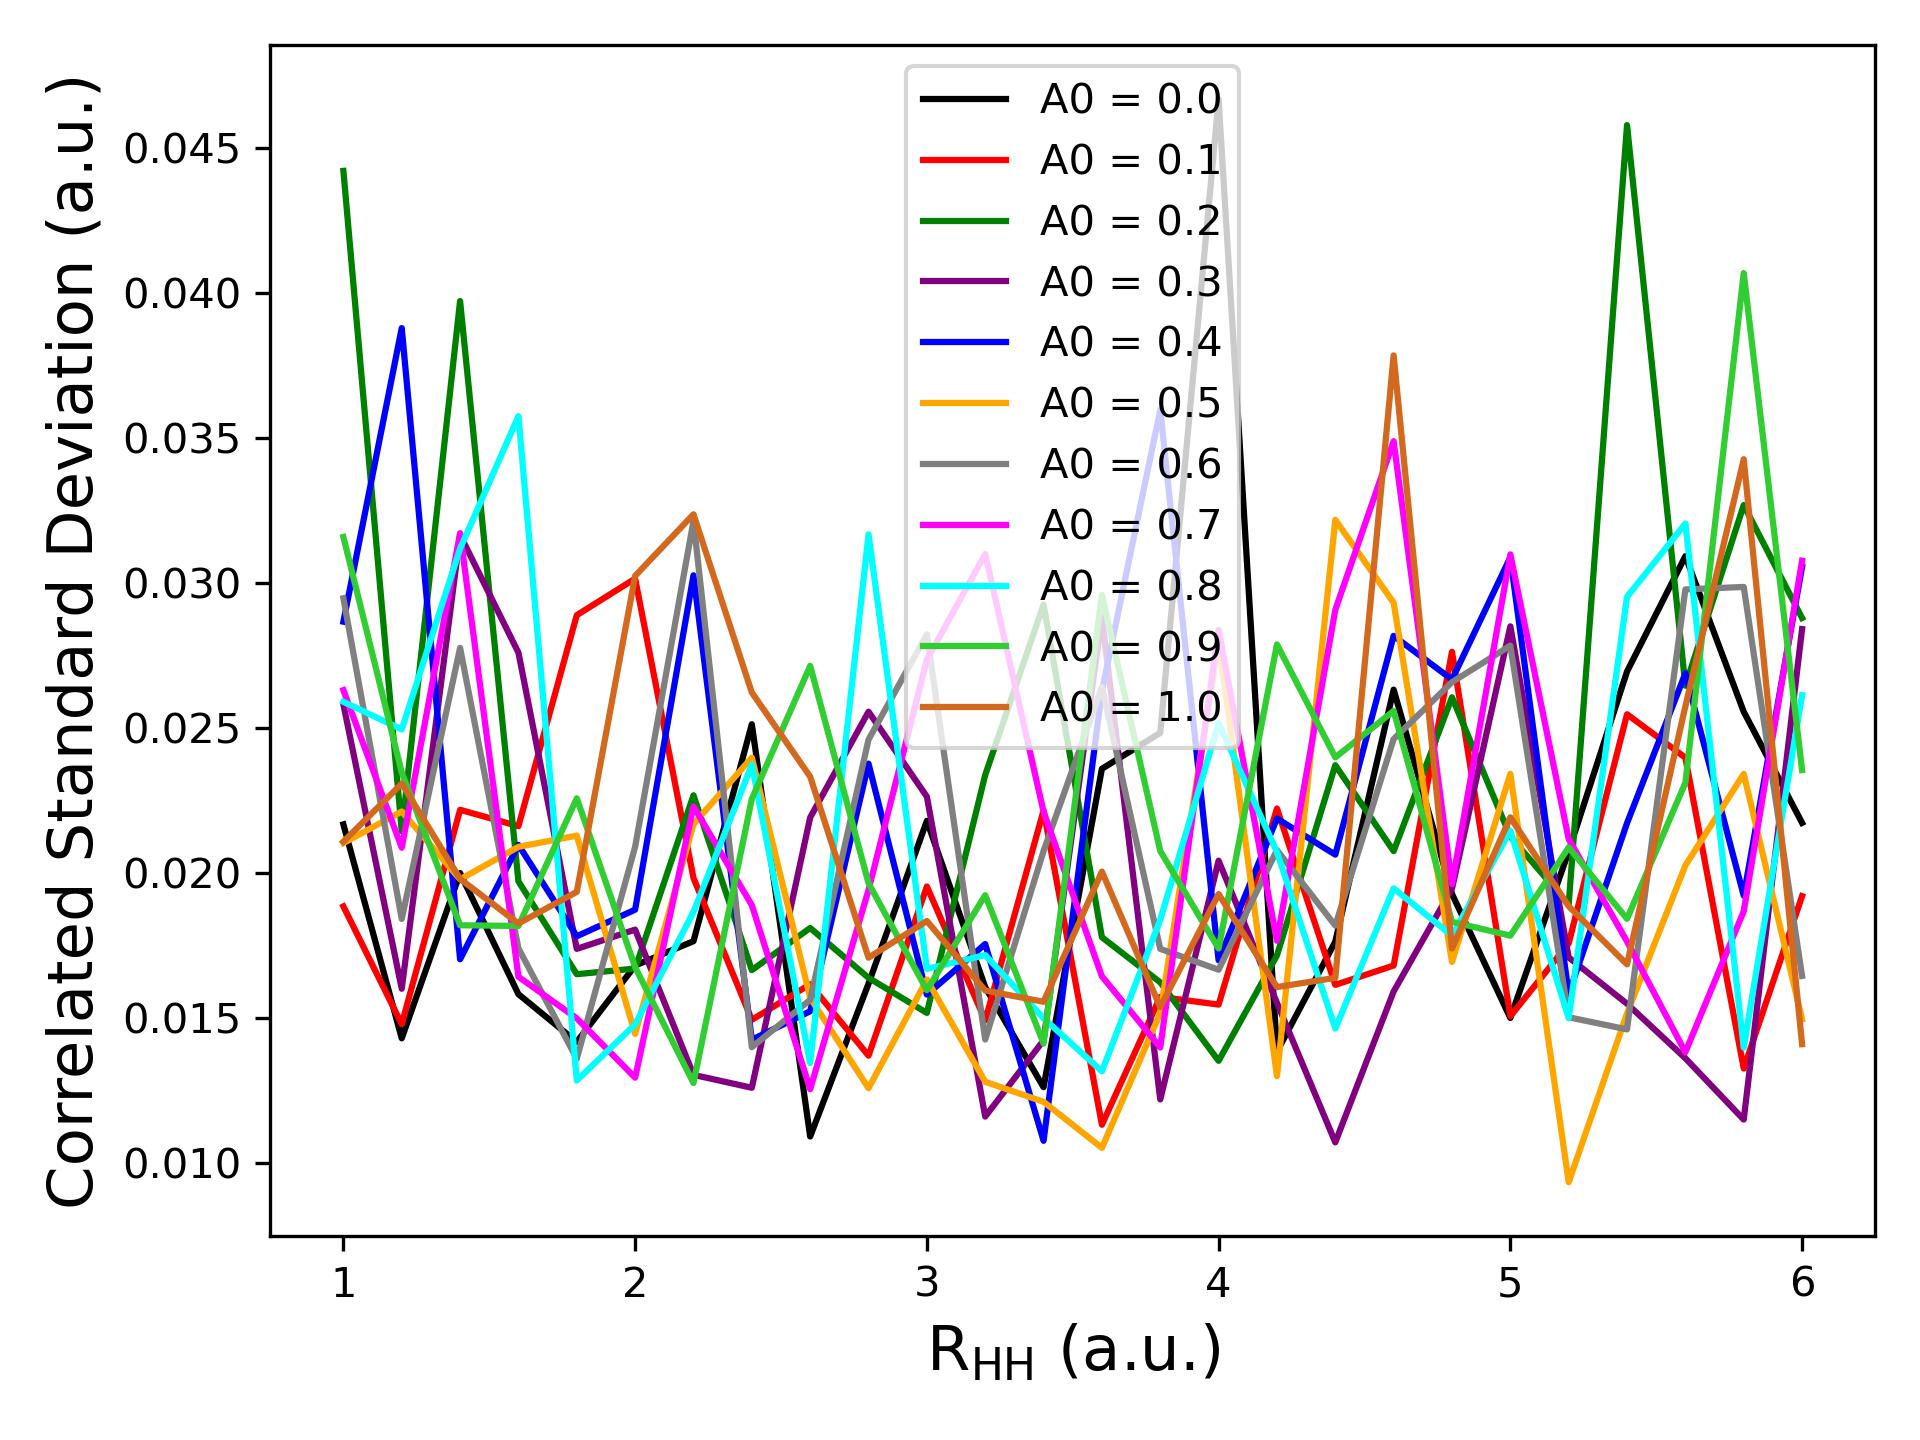 Correlated Standard Deviation (a.u.)
0.045
0.040
0.035
0.030
0.025
0.020
0.015
0.010
A0 = 0.0
A0 = 0.1
A0 = 0.2
A0 = 0.3
A0 = 0.4
A0 = 0.5
A0 = 0.6
A0 = 0.7
A0 = 0.8
A0 = 0.9
A0 = 1.0
1 2 3 4 5 6
R_HH (a.u.)